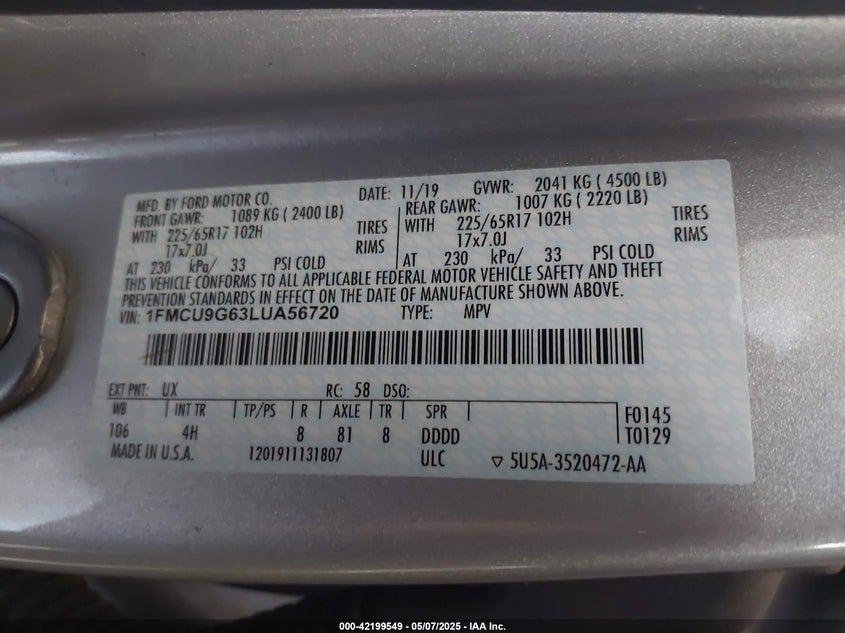 MFD. BY FORD MOTOR CO. DATE: 11/19 GVWR: 2041 KG ( 4500 LB)
FRONT GAWR: 1089 KG ( 2400 LB) REAR GAWR: 1007 KG ( 2220 LB)
WITH 225/65R17 102H TIRES WITH 225/65R17 102H TIRES
17x7.0J RIMS 17x7.0J RIMS
AT 230 kPa/ 33 PSI COLD AT 230 kPa/ 33 PSI COLD
THIS VEHICLE CONFORMS TO ALL APPLICABLE FEDERAL MOTOR VEHICLE SAFETY AND THEFT
PREVENTION STANDARDS IN EFFECT ON THE DATE OF MANUFACTURE SHOWN ABOVE.
VIN: 1FMCU9G63LUA56720 TYPE: MPV
EXT PNT: UX RC: 58 DSO:
WB INT TR TP/PS R AXLE TR SPR F0145
106 4H 8 81 8 DDDD T0129
MADE IN U.S.A. 1201911131807 ULC ▽ 5U5A-3520472-AA
000-42199549 - 05/07/2025 - IAA Inc.